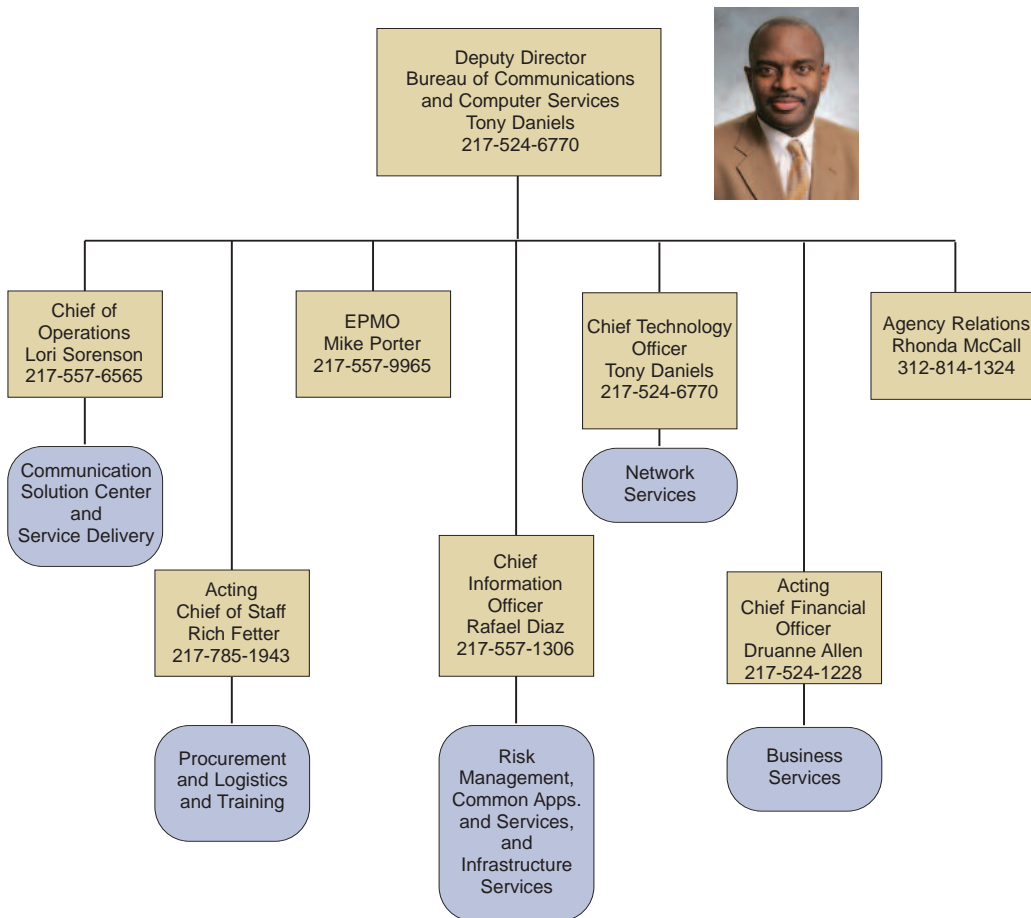 Deputy Director
Bureau of Communications
and Computer Services
Tony Daniels
217-524-6770
Chief of
Operations
Lori Sorenson
217-557-6565
EPMO
Mike Porter
217-557-9965
Chief Technology
Officer
Tony Daniels
217-524-6770
Agency Relations
Rhonda McCall
312-814-1324
Communication
Solution Center
and
Service Delivery
Network
Services
Acting
Chief of Staff
Rich Fetter
217-785-1943
Chief
Information
Officer
Rafael Diaz
217-557-1306
Acting
Chief Financial
Officer
Druanne Allen
217-524-1228
Procurement
and Logistics
and Training
Risk
Management,
Common Apps.
and Services,
and
Infrastructure
Services
Business
Services